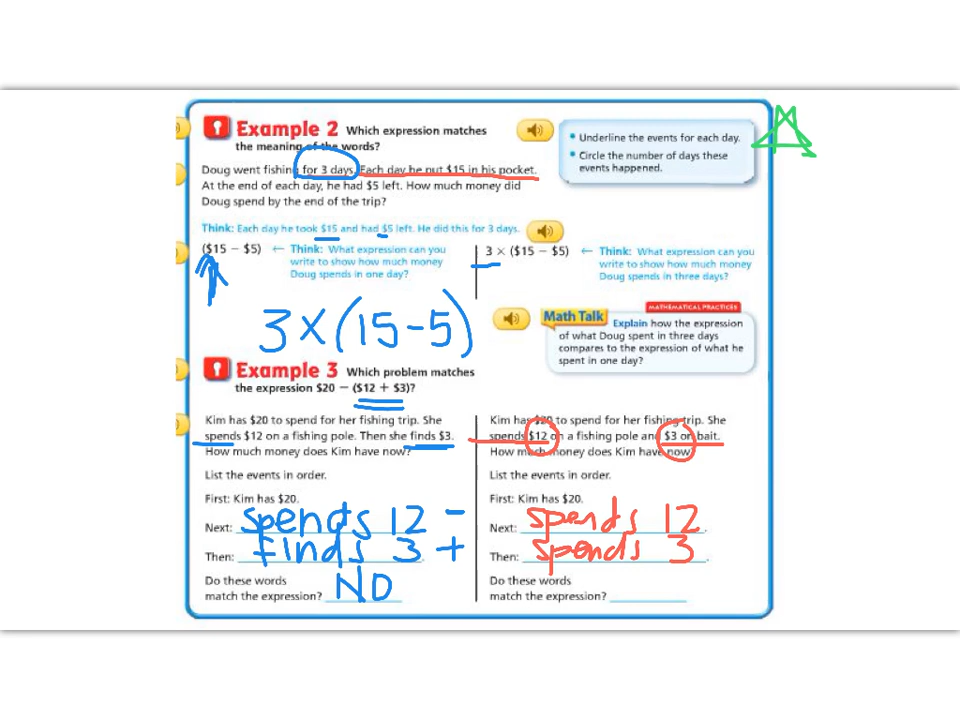 Example 2 Which expression matches
the meaning of the words?
Doug went fishing for 3 days. Each day he put $15 in his pocket.
At the end of each day, he had $5 left. How much money did
Doug spend by the end of the trip?
• Underline the events for each day.
• Circle the number of days these
events happened.
Think: Each day he took $15 and had $5 left. He did this for 3 days.
($15 − $5) ← Think: What expression can you
write to show how much money
Doug spends in one day?
3 × ($15 − $5) ← Think: What expression can you
write to show how much money
Doug spends in three days?
3 × (15 − 5)
MATHEMATICAL PRACTICES
Math Talk Explain how the expression
of what Doug spent in three days
compares to the expression of what he
spent in one day?
Example 3 Which problem matches
the expression $20 − ($12 + $3)?
Kim has $20 to spend for her fishing trip. She
spends $12 on a fishing pole. Then she finds $3.
How much money does Kim have now?
List the events in order.
First: Kim has $20.
Next: spends 12 −
Then: finds 3 +
Do these words
match the expression? NO
Kim has $20 to spend for her fishing trip. She
spends $12 on a fishing pole and $3 on bait.
How much money does Kim have now?
List the events in order.
First: Kim has $20.
Next: spends 12
Then: spends 3
Do these words
match the expression?